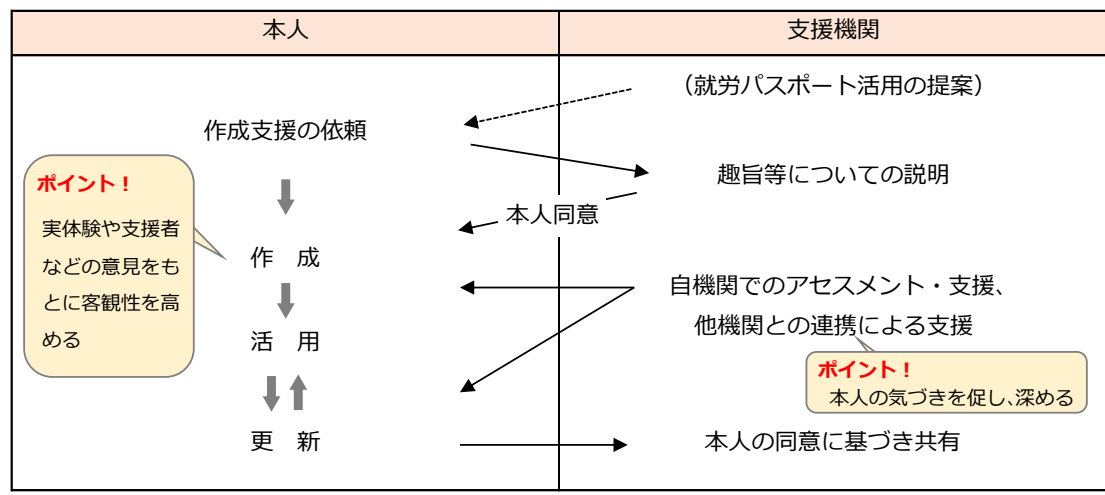 本人
支援機関
(就労パスポート活用の提案)
作成支援の依頼
趣旨等についての説明
ポイント!
実体験や支援者
などの意見をも
とに客観性を高
める
本人同意
作 成
自機関でのアセスメント・支援、
他機関との連携による支援
活 用
ポイント!
本人の気づきを促し、深める
更 新
本人の同意に基づき共有